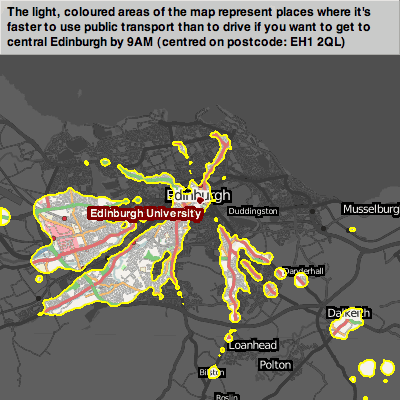 The light, coloured areas of the map represent places where it's
faster to use public transport than to drive if you want to get to
central Edinburgh by 9AM (centred on postcode: EH1 2QL)
Edinburgh
Edinburgh University
Duddingston
Musselburg
Danderhall
Dalkeith
Loanhead
Polton
Bilston
Roslin